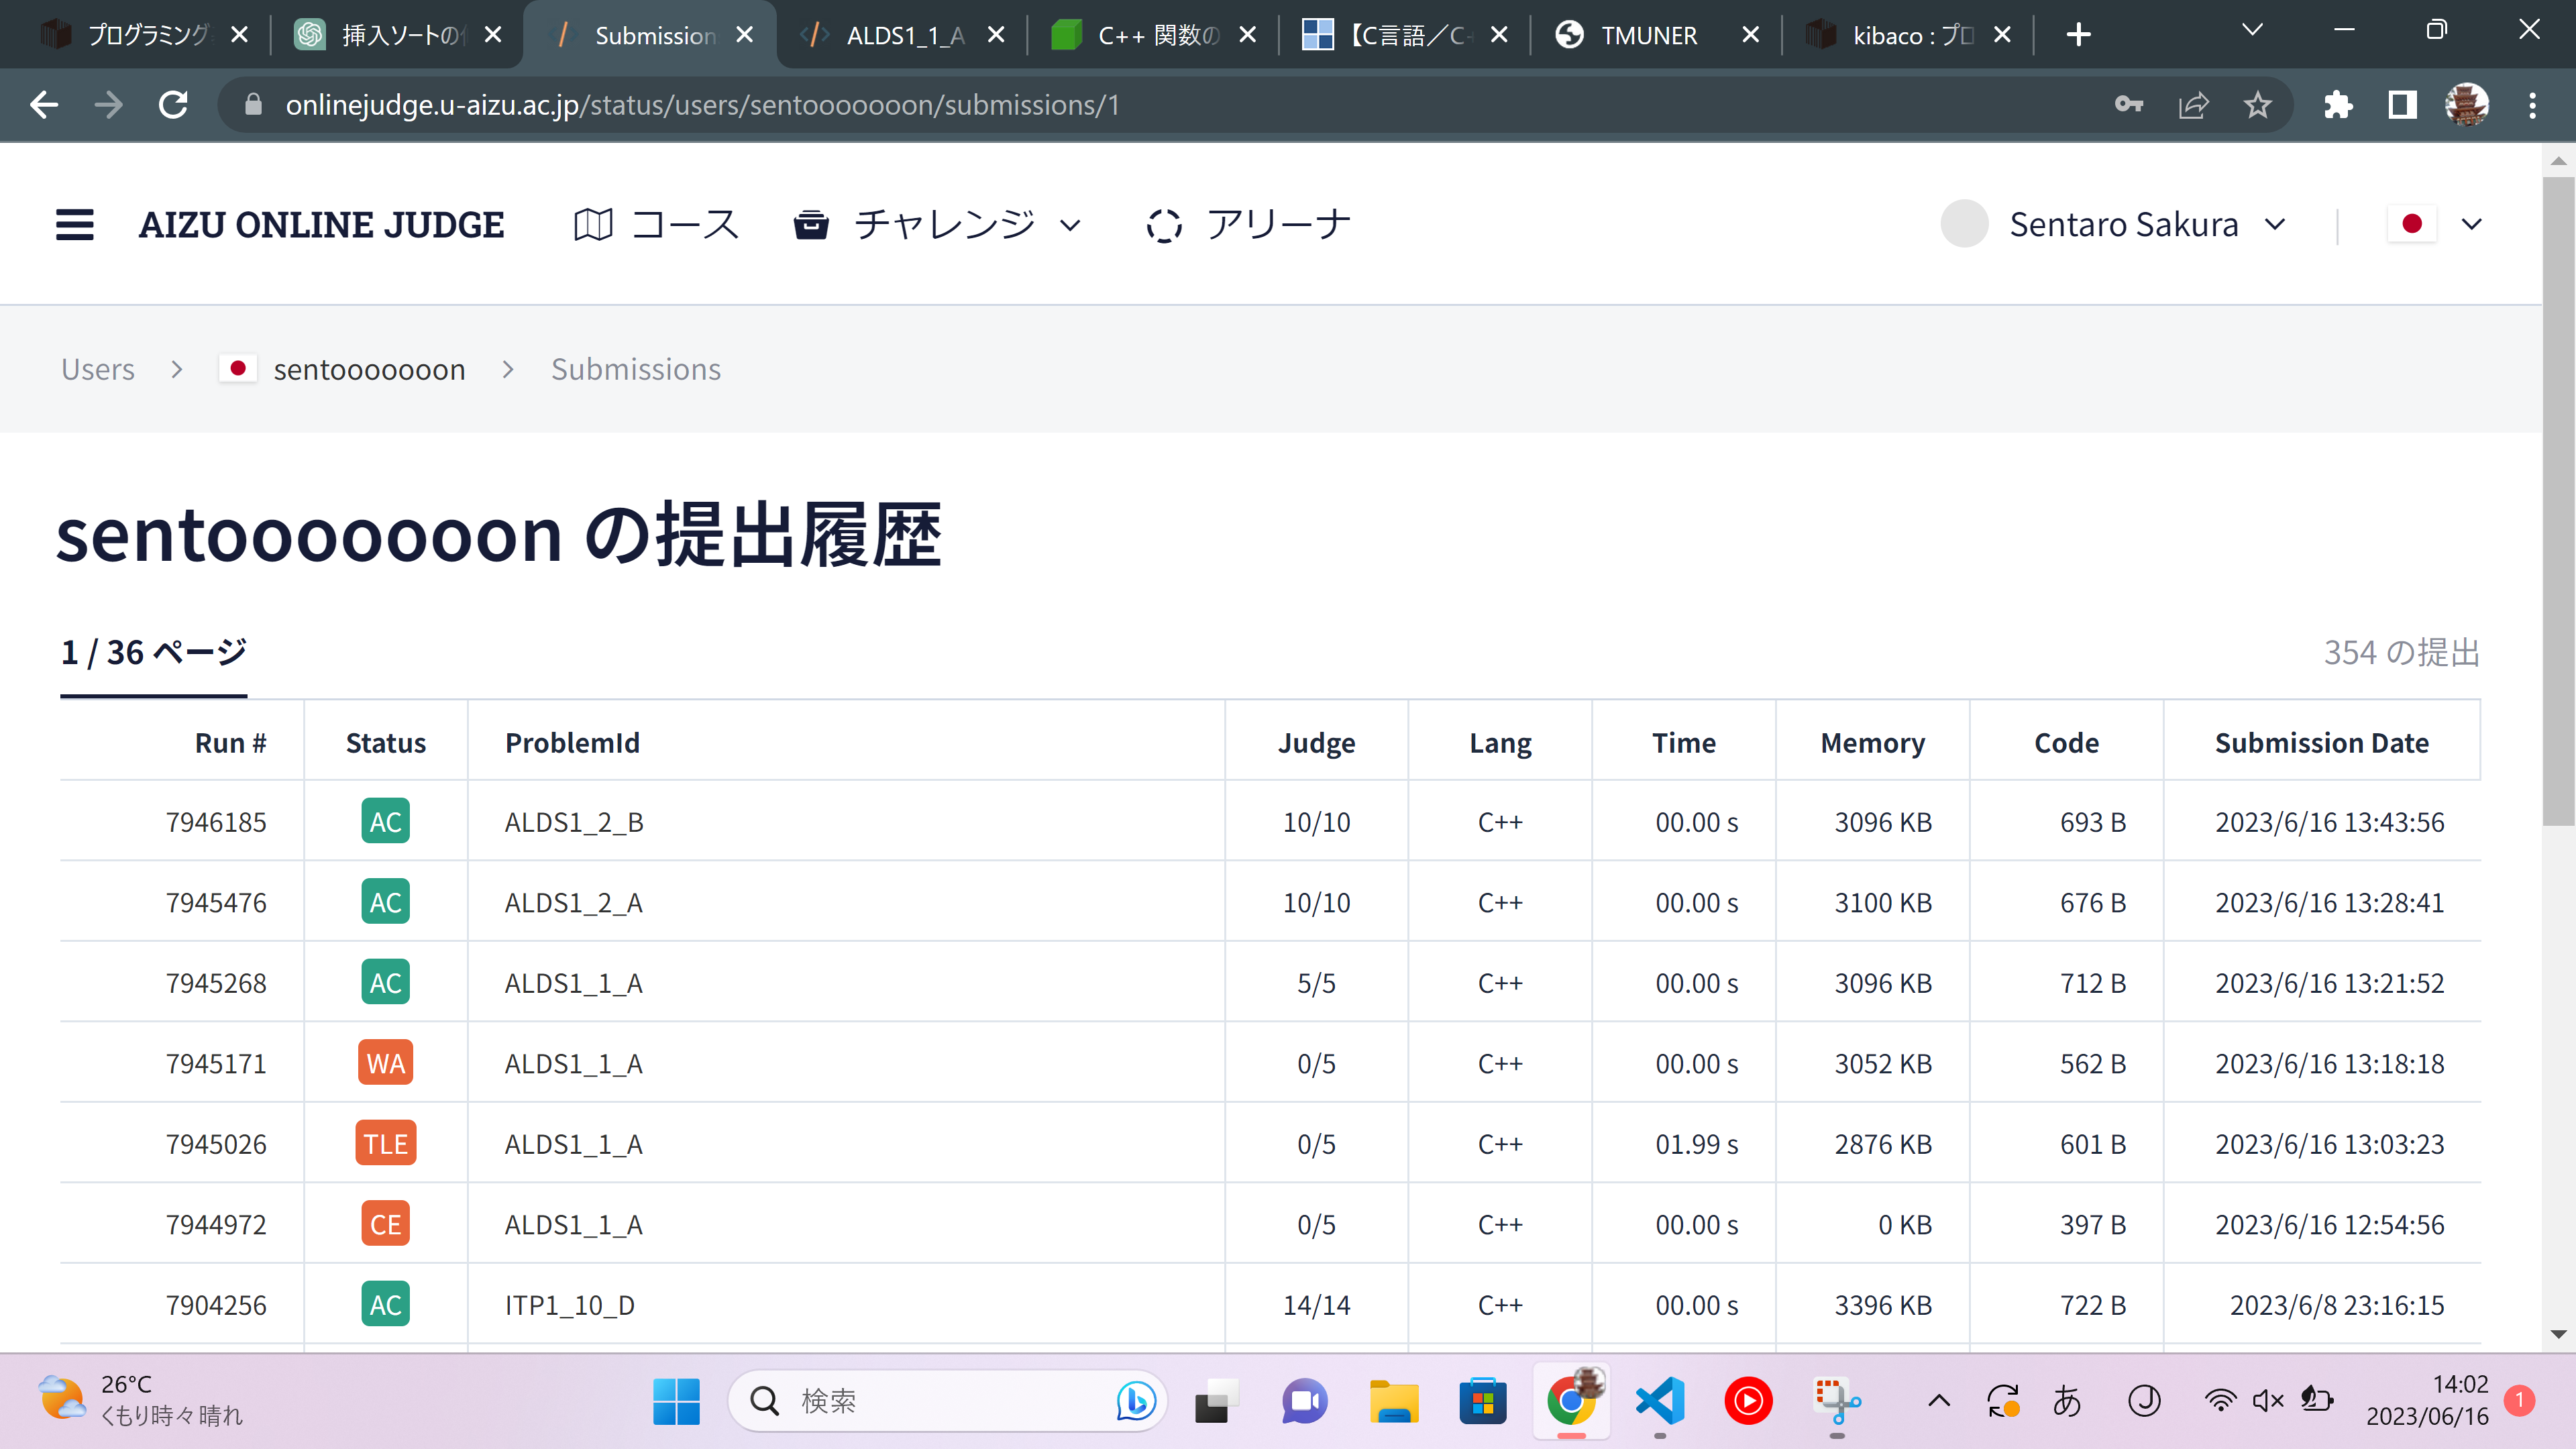 プログラミング
挿入ソートの
Submission
ALDS1_1_A
C++ 関数の
【C言語／C+
TMUNER
kibaco : プロ
onlinejudge.u-aizu.ac.jp/status/users/sentooooooon/submissions/1
AIZU ONLINE JUDGE
コース
チャレンジ
アリーナ
Sentaro Sakura
Users
sentooooooon
Submissions
sentooooooon の提出履歴
1 / 36 ページ
354 の提出
Run # Status ProblemId Judge Lang Time Memory Code Submission Date
7946185 AC ALDS1_2_B 10/10 C++ 00.00 s 3096 KB 693 B 2023/6/16 13:43:56
7945476 AC ALDS1_2_A 10/10 C++ 00.00 s 3100 KB 676 B 2023/6/16 13:28:41
7945268 AC ALDS1_1_A 5/5 C++ 00.00 s 3096 KB 712 B 2023/6/16 13:21:52
7945171 WA ALDS1_1_A 0/5 C++ 00.00 s 3052 KB 562 B 2023/6/16 13:18:18
7945026 TLE ALDS1_1_A 0/5 C++ 01.99 s 2876 KB 601 B 2023/6/16 13:03:23
7944972 CE ALDS1_1_A 0/5 C++ 00.00 s 0 KB 397 B 2023/6/16 12:54:56
7904256 AC ITP1_10_D 14/14 C++ 00.00 s 3396 KB 722 B 2023/6/8 23:16:15
26°C
くもり時々晴れ
検索
あ
J
14:02
2023/06/16
1